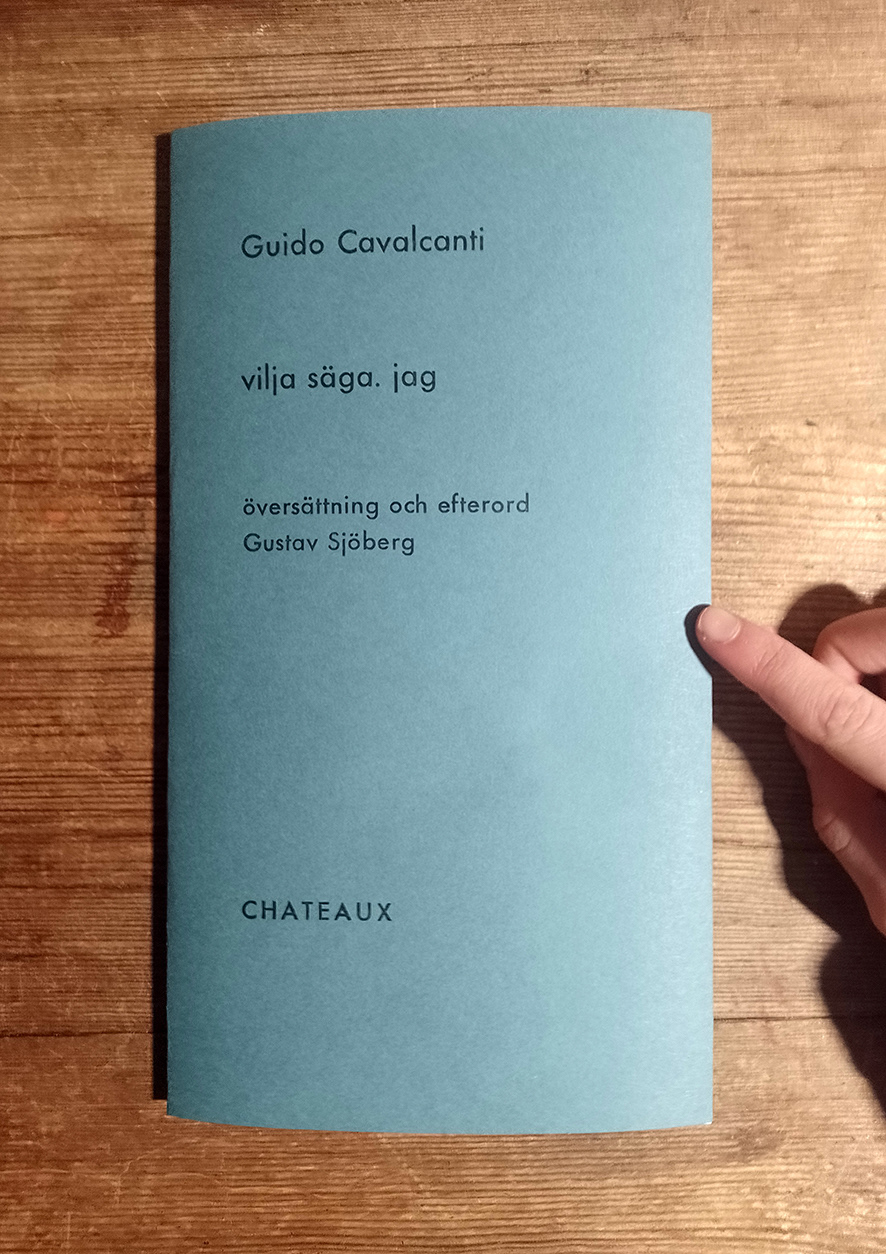 Guido Cavalcanti
vilja säga. jag
översättning och efterord
Gustav Sjöberg
CHATEAUX